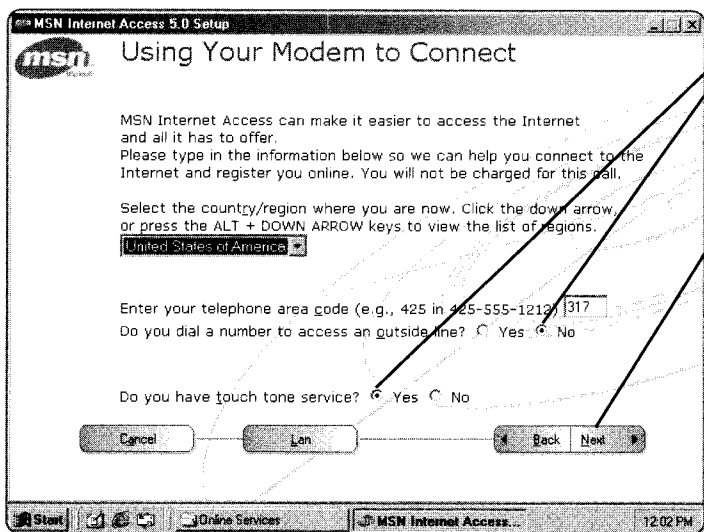 MSN Internet Access 5.0 Setup
msn
Microsoft
Using Your Modem to Connect
MSN Internet Access can make it easier to access the Internet
and all it has to offer.
Please type in the information below so we can help you connect to the
Internet and register you online. You will not be charged for this call.
Select the country/region where you are now. Click the down arrow,
or press the ALT + DOWN ARROW keys to view the list of regions.
United States of America
Enter your telephone area code (e.g., 425 in 425-555-1212) 317
Do you dial a number to access an outside line? Yes No
Do you have touch tone service? Yes No
Cancel Lan Back Next
Start Online Services MSN Internet Access... 12:02 PM